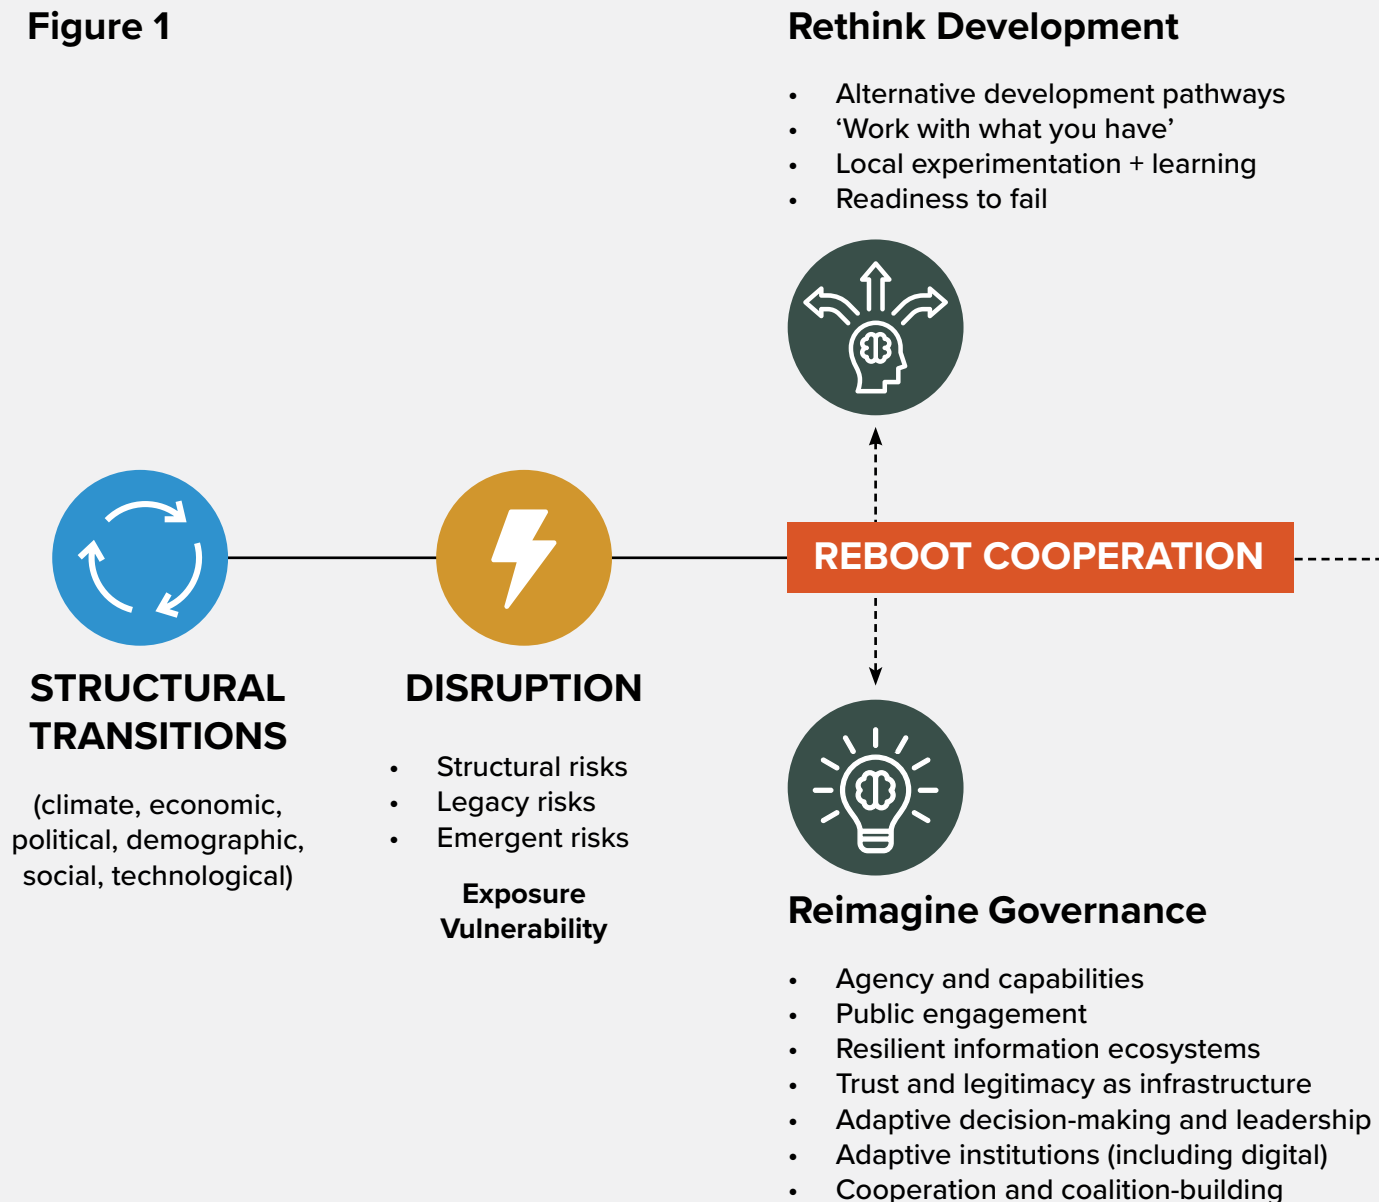 Figure 1
Rethink Development
• Alternative development pathways
• ‘Work with what you have’
• Local experimentation + learning
• Readiness to fail
REBOOT COOPERATION
STRUCTURAL
TRANSITIONS
(climate, economic,
political, demographic,
social, technological)
DISRUPTION
• Structural risks
• Legacy risks
• Emergent risks
Exposure
Vulnerability
Reimagine Governance
• Agency and capabilities
• Public engagement
• Resilient information ecosystems
• Trust and legitimacy as infrastructure
• Adaptive decision-making and leadership
• Adaptive institutions (including digital)
• Cooperation and coalition-building